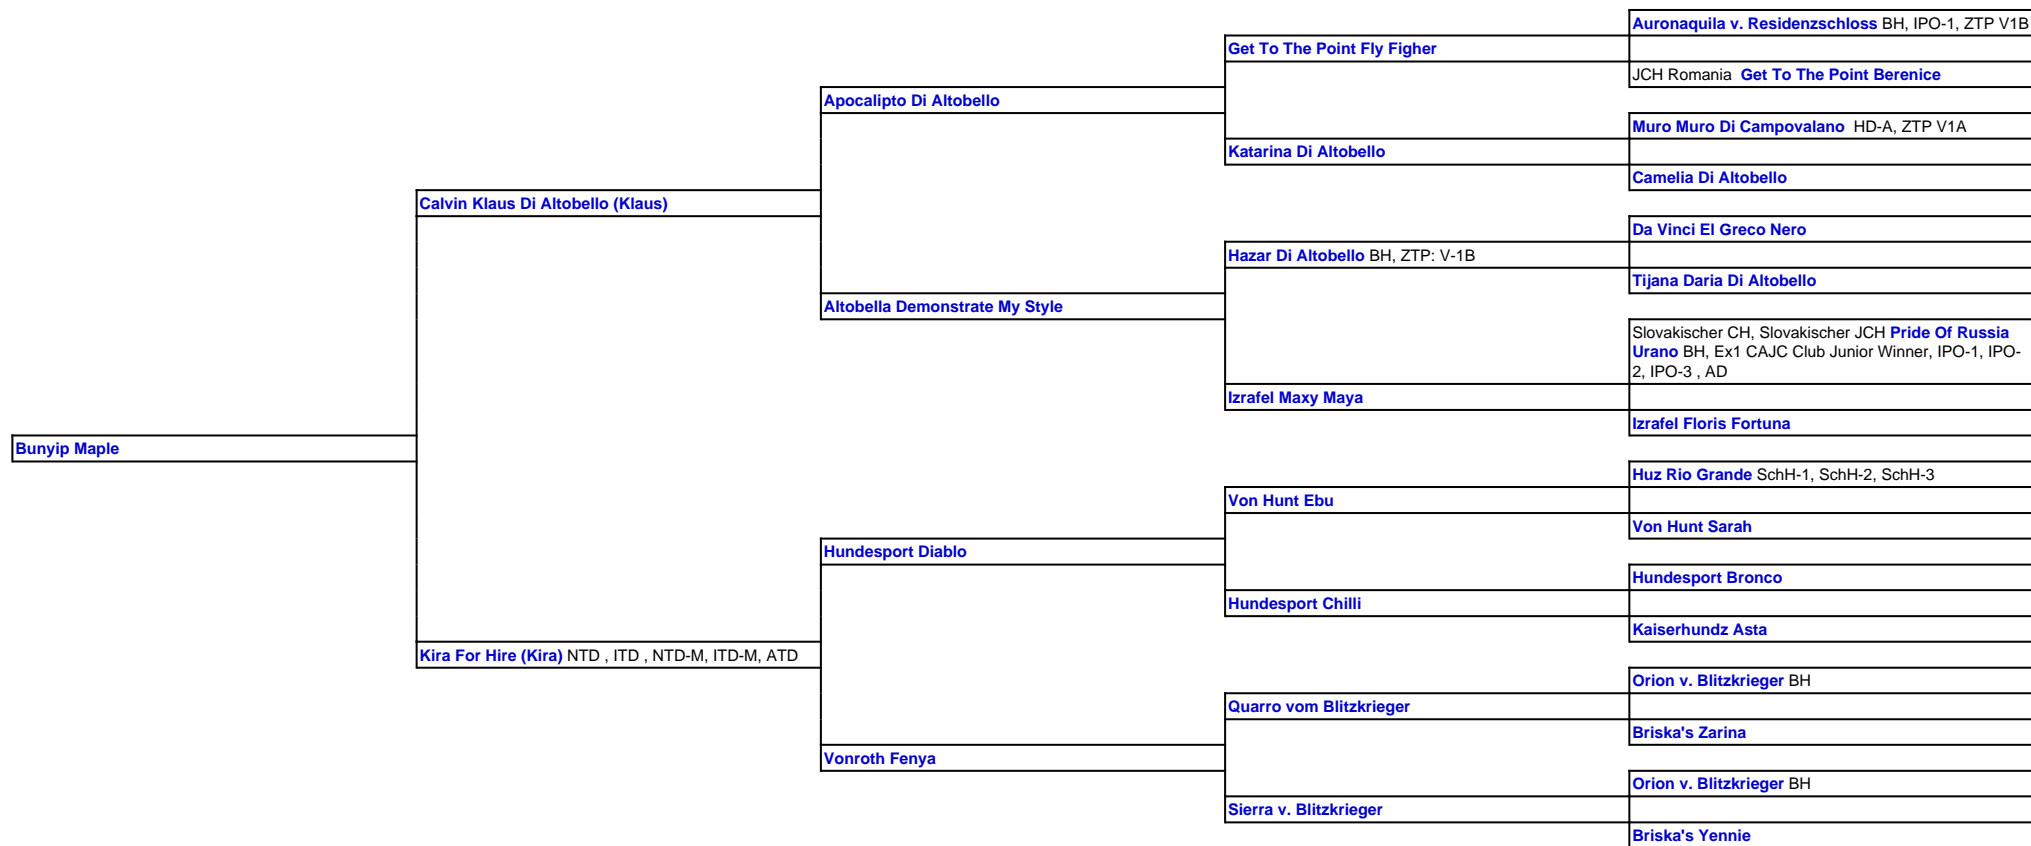 Auronaquila v. Residenzschloss BH, IPO-1, ZTP V1B
Get To The Point Fly Figher
JCH Romania  Get To The Point Berenice
Apocalipto Di Altobello
Muro Muro Di Campovalano  HD-A, ZTP V1A
Katarina Di Altobello
Camelia Di Altobello
Calvin Klaus Di Altobello (Klaus)
Da Vinci El Greco Nero
Hazar Di Altobello BH, ZTP: V-1B
Tijana Daria Di Altobello
Altobella Demonstrate My Style
Slovakischer CH, Slovakischer JCH Pride Of Russia
Urano BH, Ex1 CAJC Club Junior Winner, IPO-1, IPO-
2, IPO-3 , AD
Izrafel Maxy Maya
Izrafel Floris Fortuna
Bunyip Maple
Huz Rio Grande SchH-1, SchH-2, SchH-3
Von Hunt Ebu
Von Hunt Sarah
Hundesport Diablo
Hundesport Bronco
Hundesport Chilli
Kaiserhundz Asta
Kira For Hire (Kira) NTD , ITD , NTD-M, ITD-M, ATD
Orion v. Blitzkrieger BH
Quarro vom Blitzkrieger
Briska's Zarina
Vonroth Fenya
Orion v. Blitzkrieger BH
Sierra v. Blitzkrieger
Briska's Yennie